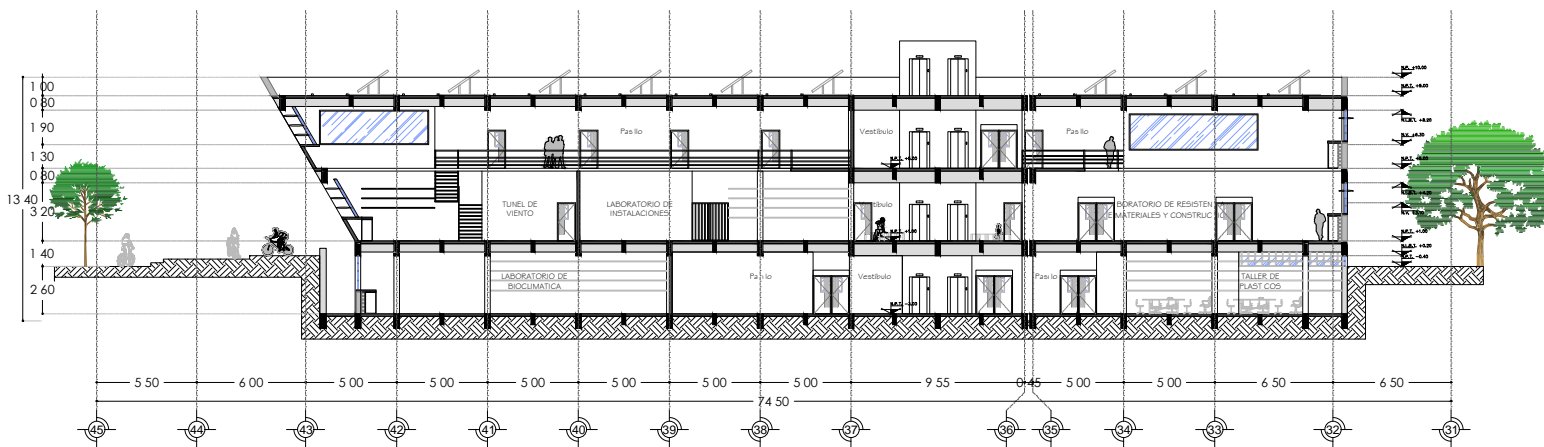 1 00
0 80
1 90
1 30
0 80
3 20
13 40
1 40
2 60
Pasillo
Vestíbulo
Pasillo
TUNEL DE
VIENTO
LABORATORIO DE
INSTALACIONES
BORATORIO DE RESISTEN
E MATERIALES Y CONSTRUC
LABORATORIO DE
BIOCLIMATICA
Pasillo
Vestíbulo
Pasillo
TALLER DE
PLASTICOS
5 50
6 00
5 00
5 00
5 00
5 00
5 00
5 00
9 55
0 45
5 00
5 00
6 50
6 50
74 50
45
44
43
42
41
40
39
38
37
36
35
34
33
32
31